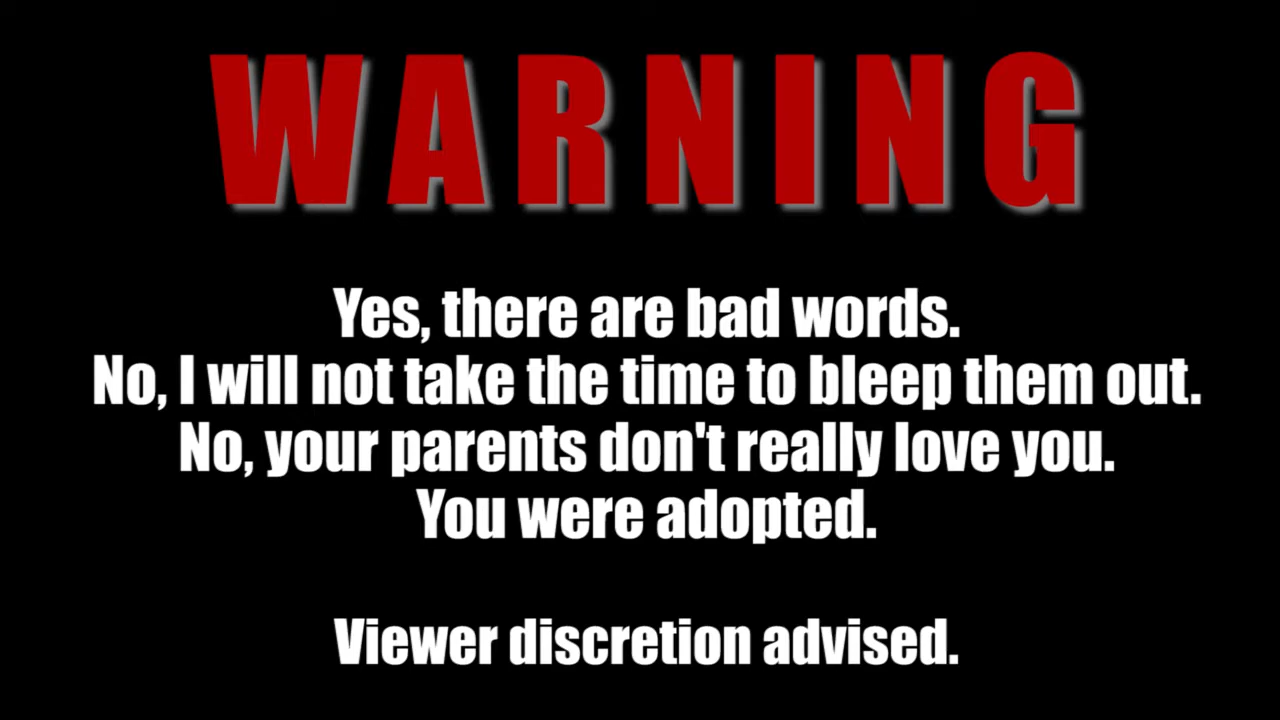 WARNING
Yes, there are bad words.
No, I will not take the time to bleep them out.
No, your parents don't really love you.
You were adopted.
Viewer discretion advised.